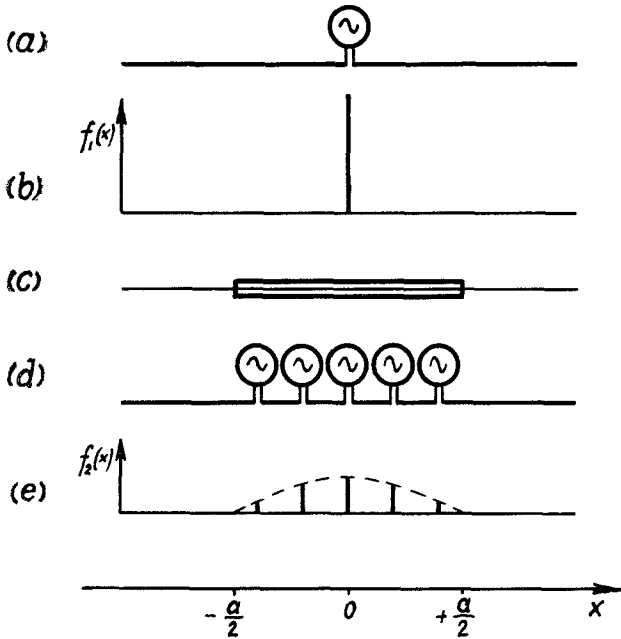 (a)
f₁(x)
(b)
(c)
(d)
f₂(x)
(e)
- a/2 0 + a/2 x